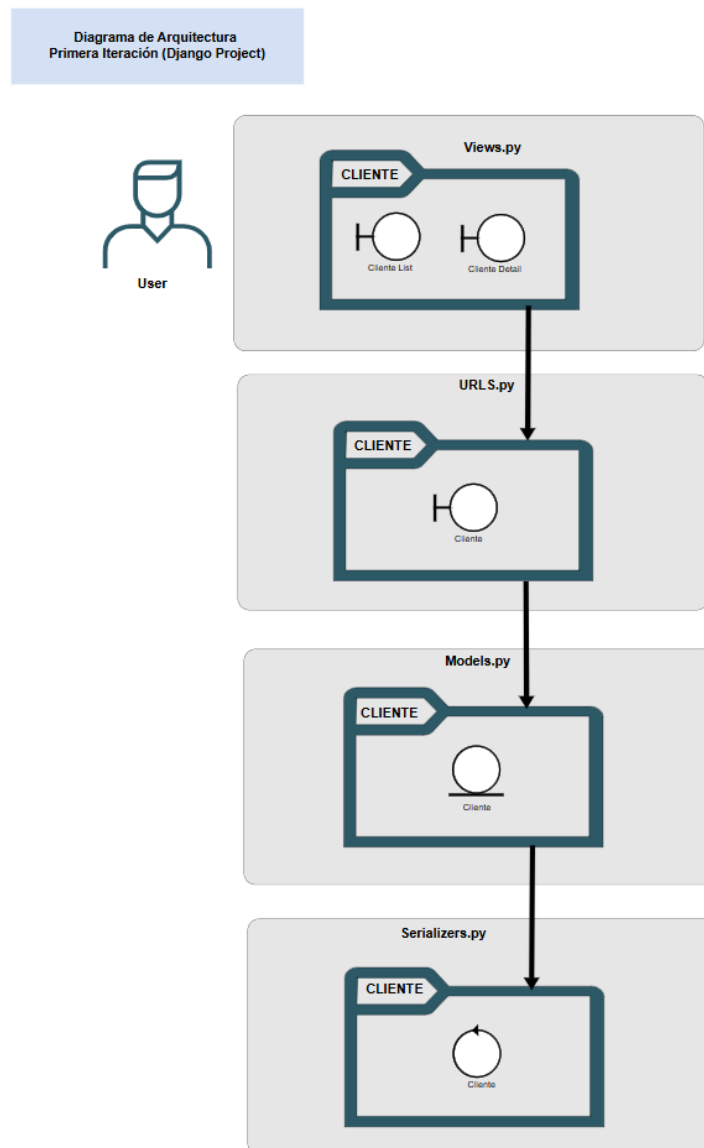 Diagrama de Arquitectura
Primera Iteración (Django Project)
User
Views.py
CLIENTE
Cliente List
Cliente Detail
URLS.py
CLIENTE
Cliente
Models.py
CLIENTE
Cliente
Serializers.py
CLIENTE
Cliente